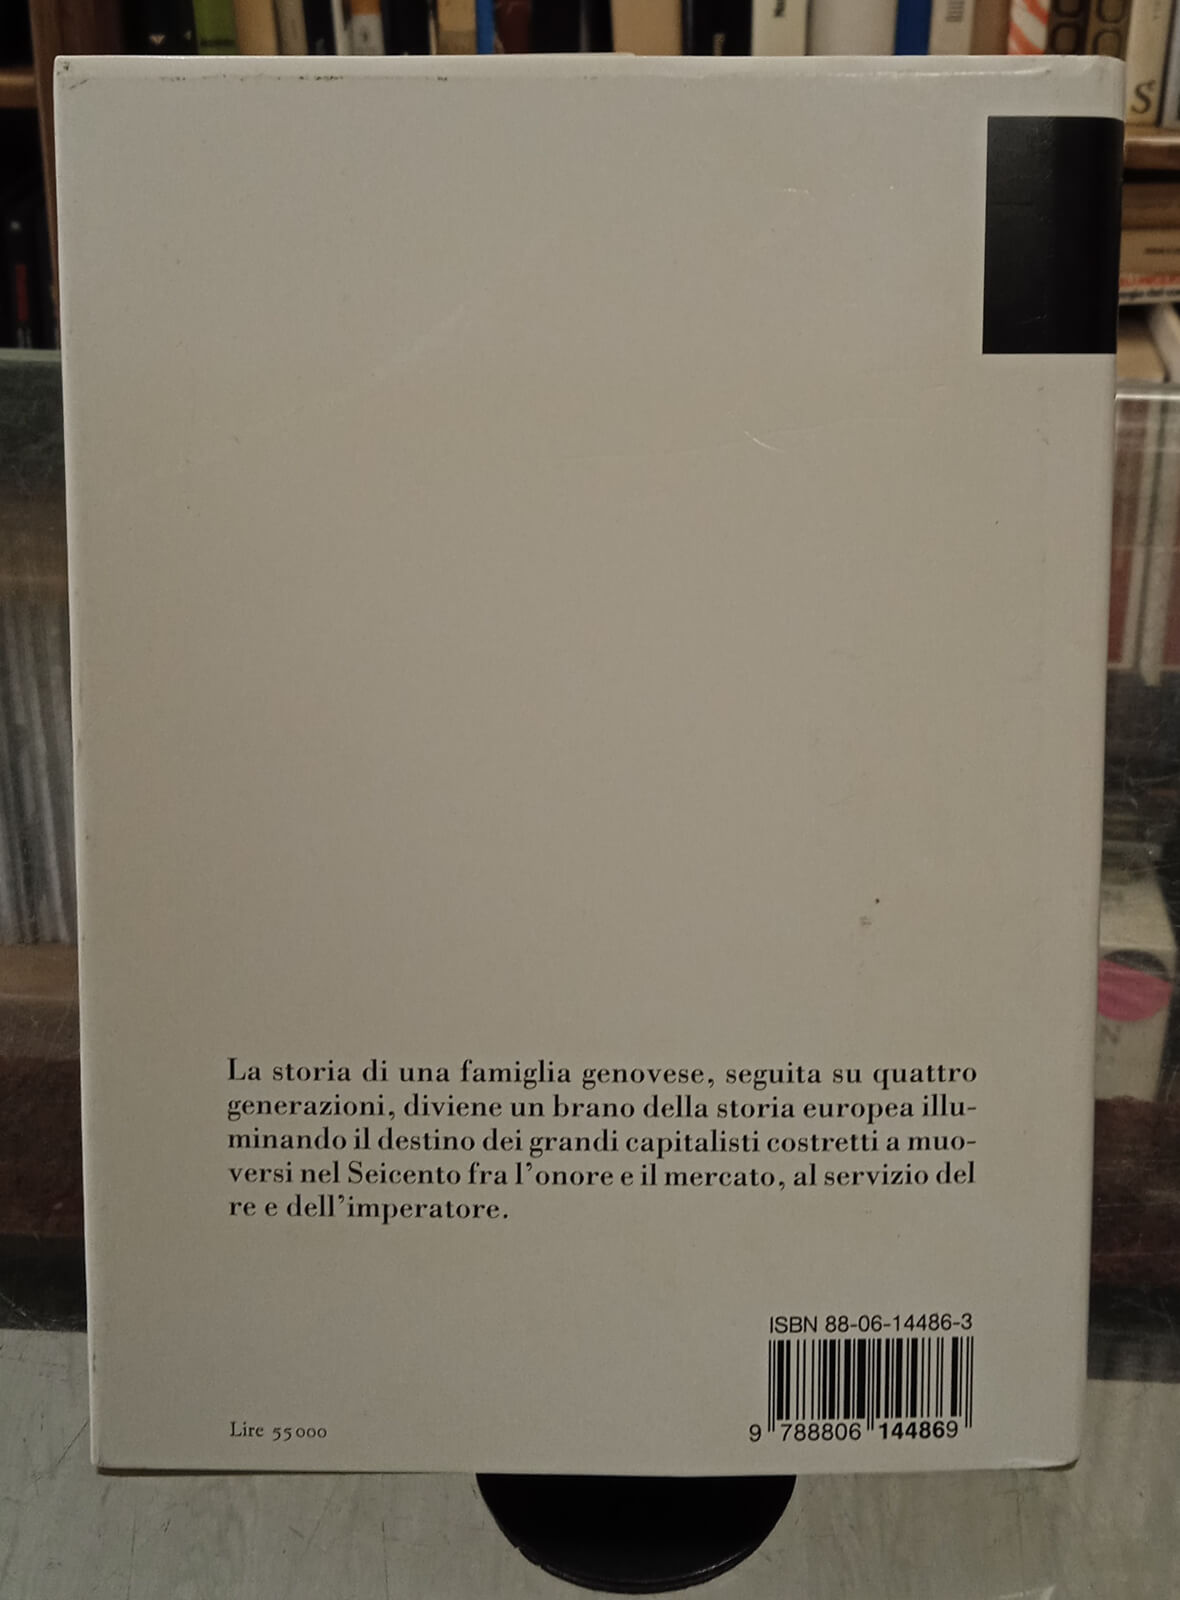 La storia di una famiglia genovese, seguita su quattro
generazioni, diviene un brano della storia europea illu-
minando il destino dei grandi capitalisti costretti a muo-
versi nel Seicento fra l'onore e il mercato, al servizio del
re e dell'imperatore.
ISBN 88-06-14486-3
9 788806 144869
Lire 55000